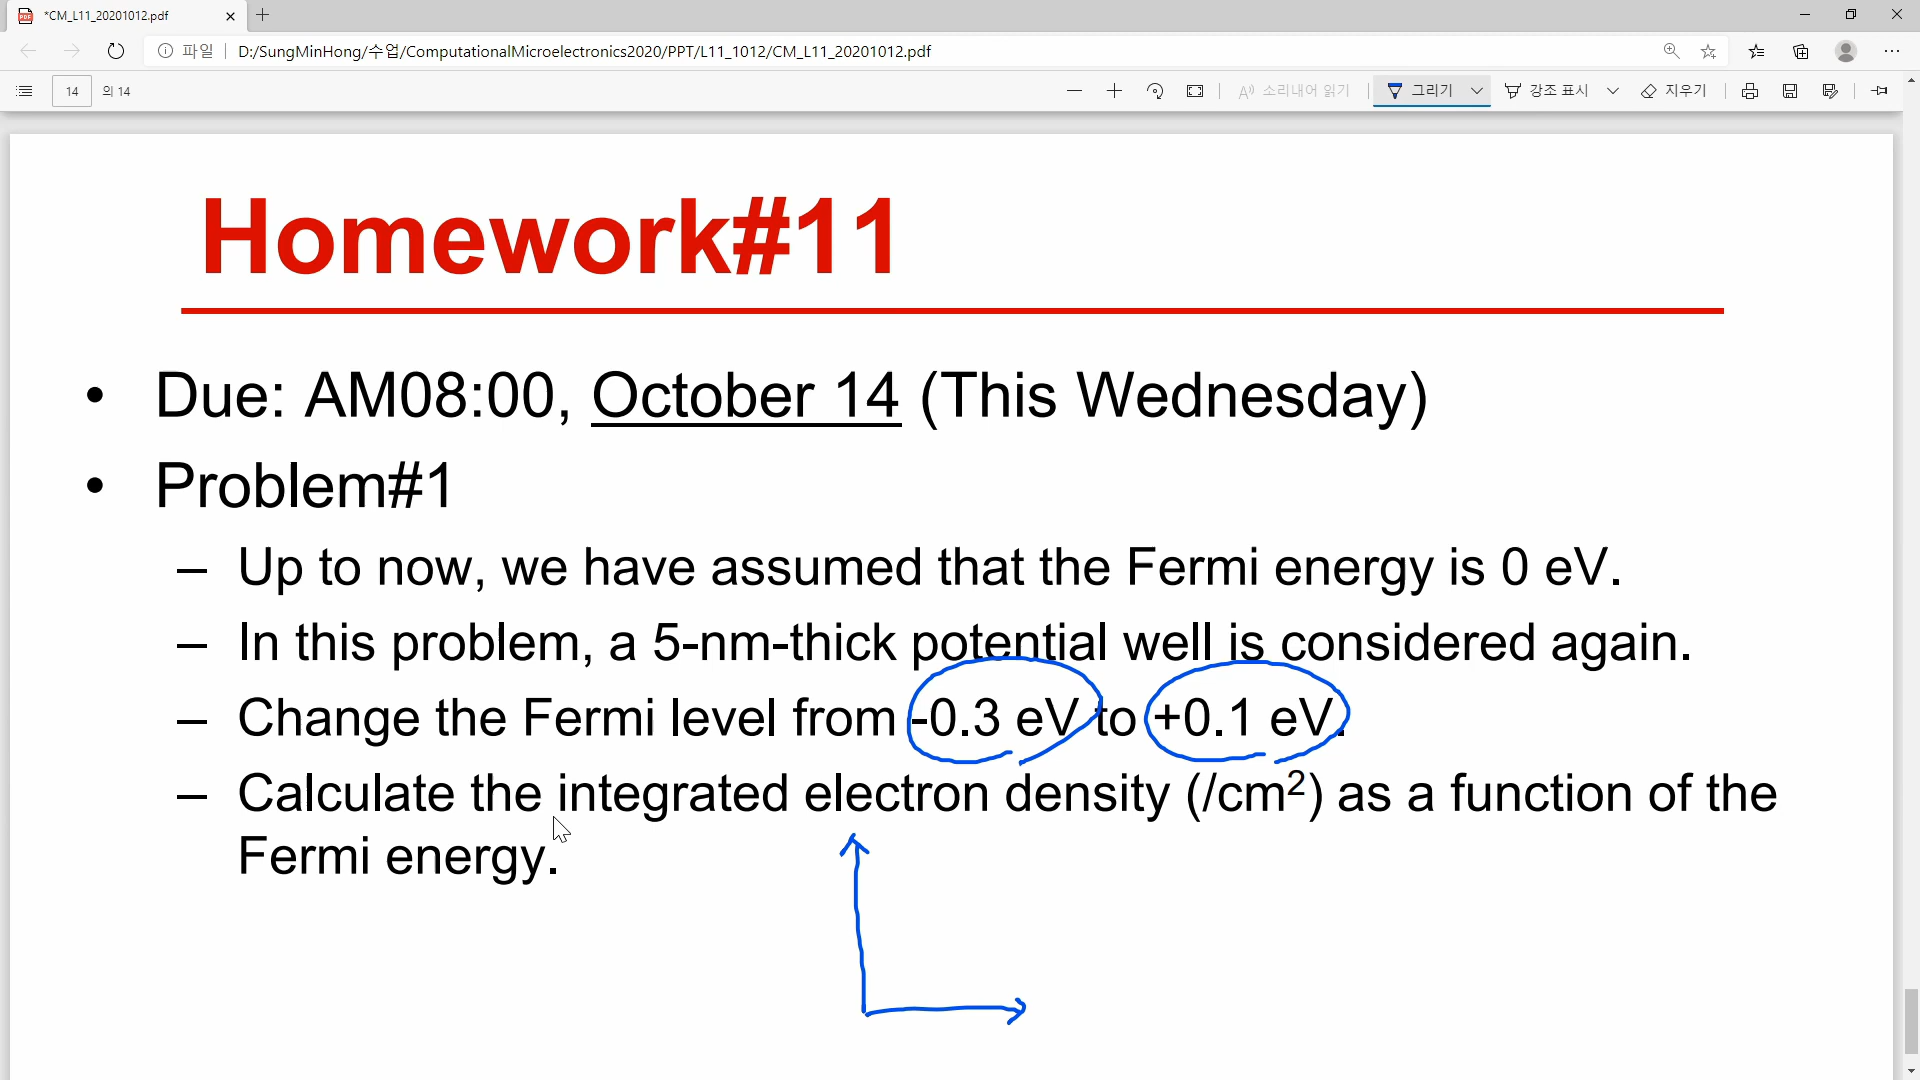 *CM_L11_20201012.pdf
파일 D:/SungMinHong/수업/ComputationalMicroelectronics2020/PPT/L11_1012/CM_L11_20201012.pdf
14 의 14 소리내어 읽기 그리기 강조 표시 지우기
Homework#11
• Due: AM08:00, October 14 (This Wednesday)
• Problem#1
– Up to now, we have assumed that the Fermi energy is 0 eV.
– In this problem, a 5-nm-thick potential well is considered again.
– Change the Fermi level from -0.3 eV to +0.1 eV.
– Calculate the integrated electron density (/cm²) as a function of the
Fermi energy.